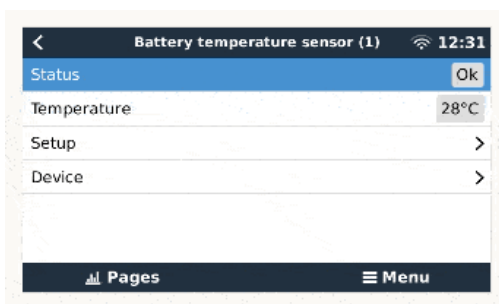 Battery temperature sensor (1) 12:31
Status Ok
Temperature 28°C
Setup
Device
Pages Menu